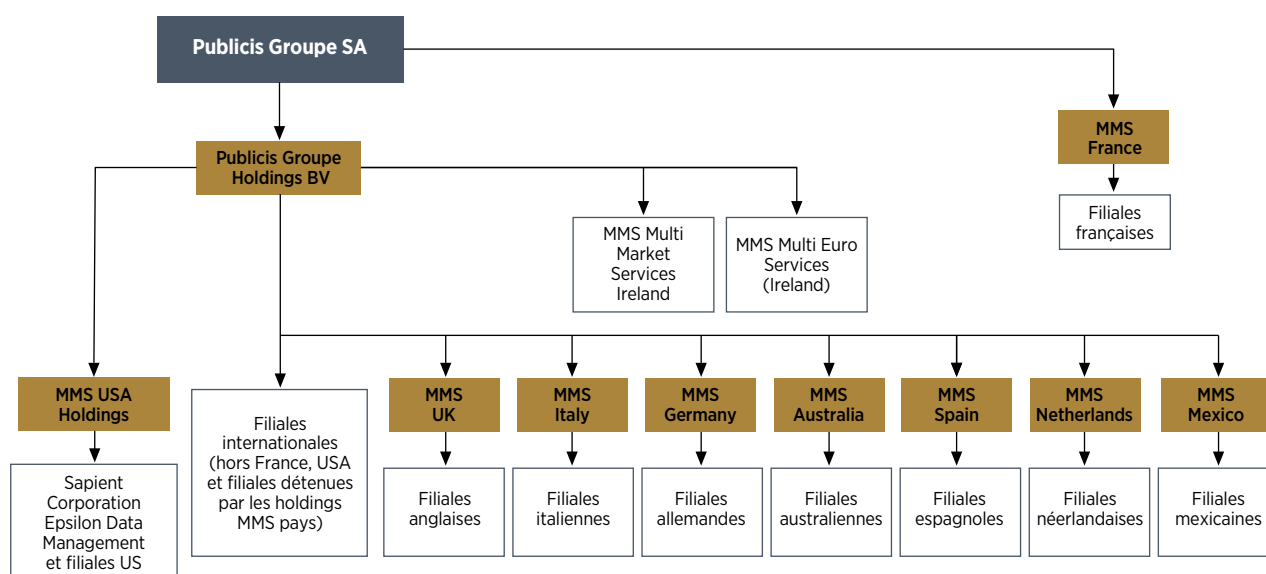 Publicis Groupe SA
MMS
France
Publicis Groupe
Holdings BV
Filiales
françaises
MMS Multi
Market
Services
Ireland
MMS Multi Euro
Services
(Ireland)
MMS USA
Holdings
Filiales
internationales
(hors France, USA
et filiales détenues
par les holdings
MMS pays)
MMS
UK
MMS
Italy
MMS
Germany
MMS
Australia
MMS
Spain
MMS
Netherlands
MMS
Mexico
Sapient
Corporation
Epsilon Data
Management
et filiales US
Filiales
anglaises
Filiales
italiennes
Filiales
allemandes
Filiales
australiennes
Filiales
espagnoles
Filiales
néerlandaises
Filiales
mexicaines